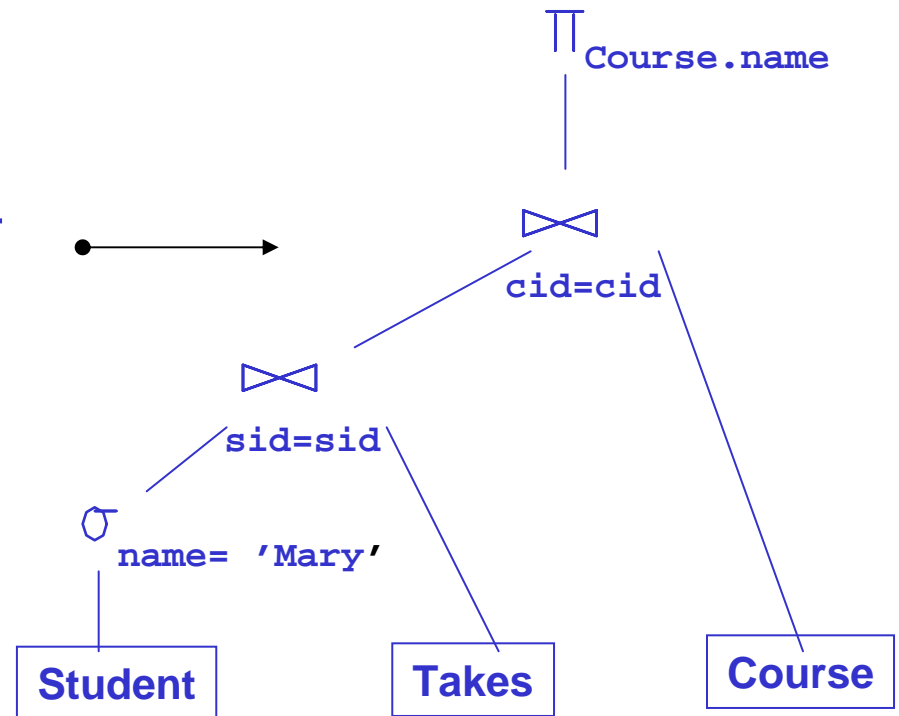 ∏ Course.name
⋈
cid=cid
⋈
sid=sid
σ name= ’Mary’
Student
Takes
Course